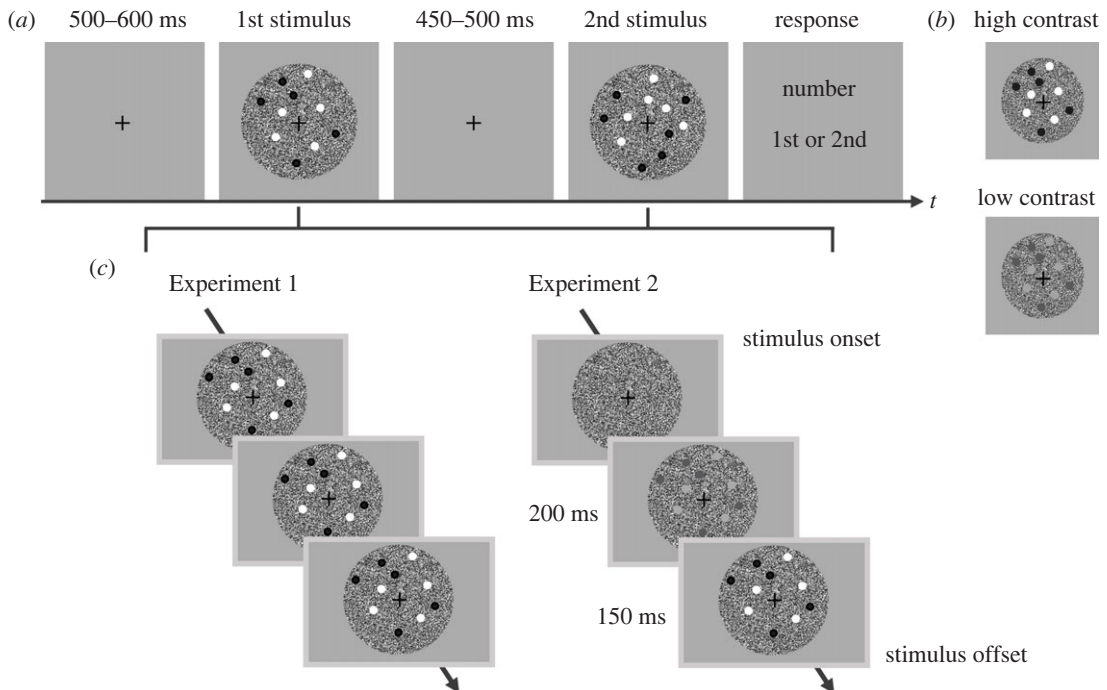 (a) 500–600 ms 1st stimulus 450–500 ms 2nd stimulus response (b) high contrast
number
1st or 2nd
t
low contrast
(c)
Experiment 1 Experiment 2
stimulus onset
200 ms
150 ms
stimulus offset